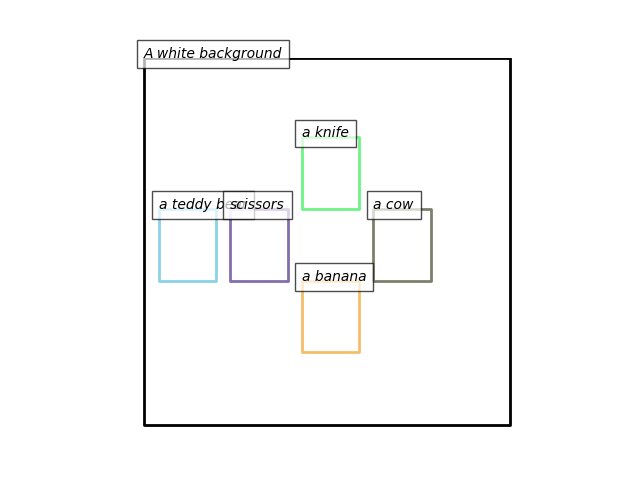 A white background
a knife
a teddy bear
scissors
a cow
a banana